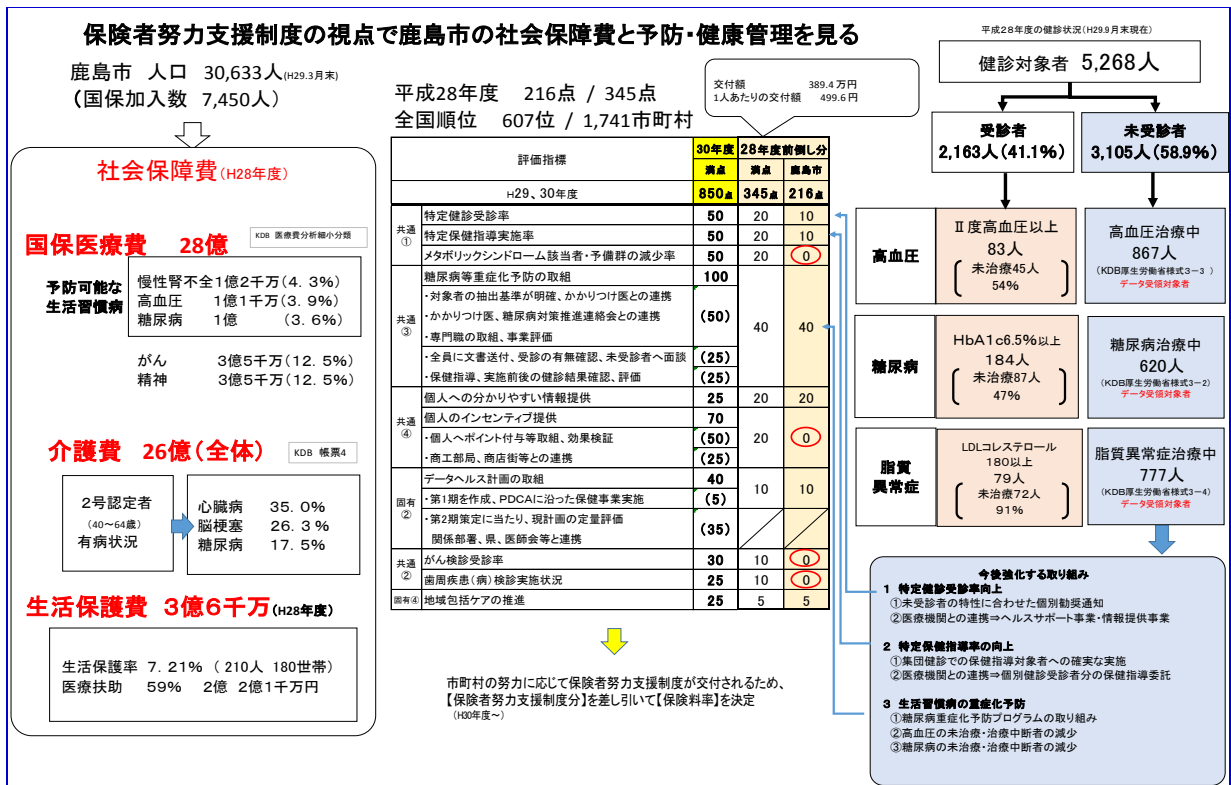 保険者努力支援制度の視点で鹿島市の社会保障費と予防・健康管理を見る
鹿島市 人口 30,633人(H29.3月末)
(国保加入数 7,450人)
社会保障費(H28年度)
国保医療費 28億
KDB 医療費分析細小分類
予防可能な
生活習慣病
慢性腎不全1億2千万(4.3%)
高血圧 1億1千万(3.9%)
糖尿病 1億 (3.6%)
がん 3億5千万(12.5%)
精神 3億5千万(12.5%)
介護費 26億(全体)
KDB 帳票4
2号認定者
(40～64歳)
有病状況
心臓病 35.0%
脳梗塞 26.3%
糖尿病 17.5%
生活保護費 3億6千万(H28年度)
生活保護率 7.21% (210人 180世帯)
医療扶助 59% 2億 2億1千万円
平成28年度 216点 / 345点
全国順位 607位 / 1,741市町村
交付額 389.4万円
1人あたりの交付額 499.6円
評価指標 30年度 28年度前倒し分
満点 満点 鹿島市
H29、30年度 850点 345点 216点
共通① 特定健診受診率 50 20 10
特定保健指導実施率 50 20 10
メタボリックシンドローム該当者・予備群の減少率 50 20 0
共通③ 糖尿病等重症化予防の取組 100 40 40
・対象者の抽出基準が明確、かかりつけ医との連携
・かかりつけ医、糖尿病対策推進連絡会との連携 (50)
・専門職の取組、事業評価
・全員に文書送付、受診の有無確認、未受診者へ面談 (25)
・保健指導、実施前後の健診結果確認、評価 (25)
共通④ 個人への分かりやすい情報提供 25 20 20
個人のインセンティブ提供 70 20 0
・個人へポイント付与等取組、効果検証 (50)
・商工部局、商店街等との連携 (25)
固有② データヘルス計画の取組 40 10 10
・第1期を作成、PDCAに沿った保健事業実施 (5)
・第2期策定に当たり、現計画の定量評価 (35)
関係部署、県、医師会等と連携
共通② がん検診受診率 30 10 0
歯周疾患(病)検診実施状況 25 10 0
固有④ 地域包括ケアの推進 25 5 5
市町村の努力に応じて保険者努力支援制度が交付されるため、
【保険者努力支援制度分】を差し引いて【保険料率】を決定
(H30年度～)
平成28年度の健診状況(H29.9月末現在)
健診対象者 5,268人
受診者
2,163人(41.1%)
未受診者
3,105人(58.9%)
高血圧
Ⅱ度高血圧以上
83人
未治療45人
54%
高血圧治療中
867人
(KDB厚生労働省様式3-3)
データ受領対象者
糖尿病
HbA1c6.5%以上
184人
未治療87人
47%
糖尿病治療中
620人
(KDB厚生労働省様式3-2)
データ受領対象者
脂質
異常症
LDLコレステロール
180以上
79人
未治療72人
91%
脂質異常症治療中
777人
(KDB厚生労働省様式3-4)
データ受領対象者
今後強化する取り組み
1 特定健診受診率向上
①未受診者の特性に合わせた個別勧奨通知
②医療機関との連携⇒ヘルスサポート事業・情報提供事業
2 特定保健指導率の向上
①集団健診での保健指導対象者への確実な実施
②医療機関との連携⇒個別健診受診者分の保健指導委託
3 生活習慣病の重症化予防
①糖尿病重症化予防プログラムの取り組み
②高血圧の未治療・治療中断者の減少
③糖尿病の未治療・治療中断者の減少